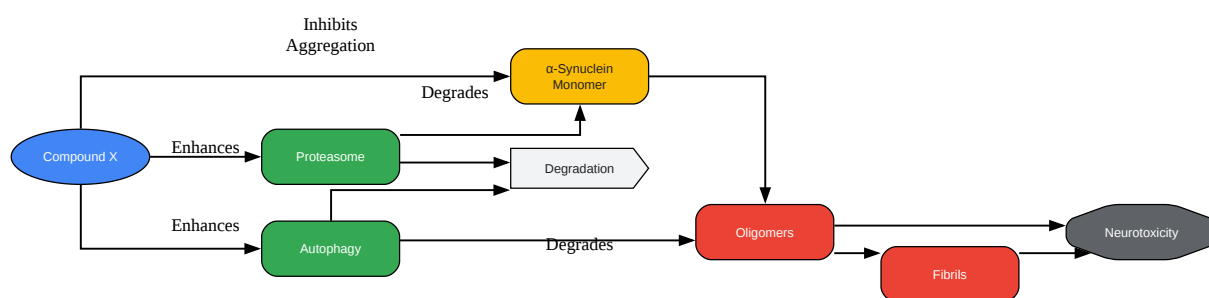 Inhibits
Aggregation
α-Synuclein
Monomer
Degrades
Compound X
Enhances
Proteasome
Degradation
Enhances
Autophagy
Degrades
Oligomers
Neurotoxicity
Fibrils